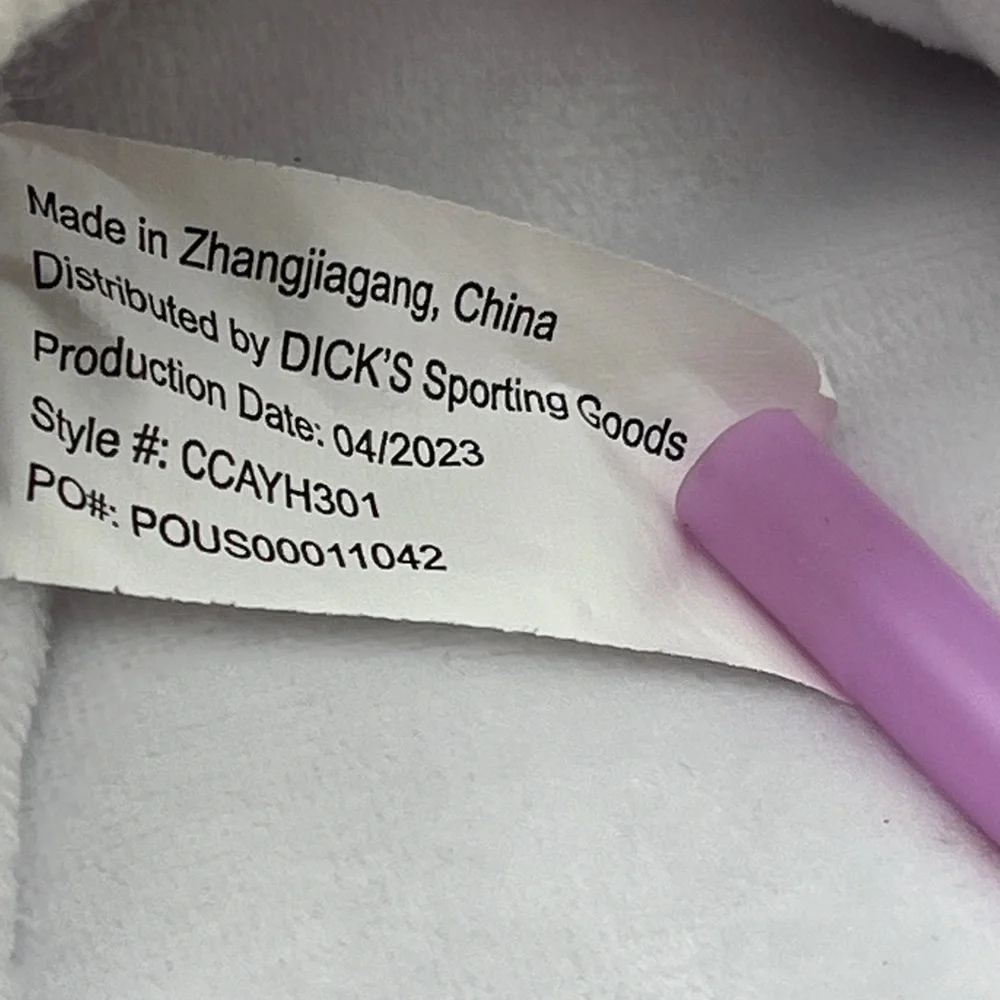 Made in Zhangjiagang, China
Distributed by DICK'S Sporting Goods
Production Date: 04/2023
Style #: CCAYH301
PO#: POUS00011042